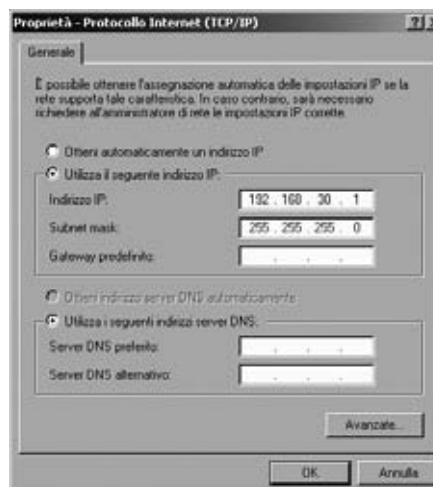 Proprietà - Protocollo Internet (TCP/IP)
Generale
È possibile ottenere l'assegnazione automatica delle impostazioni IP se la
rete supporta tale caratteristica. In caso contrario, sarà necessario
richiedere all'amministratore di rete le impostazioni IP corrette.
Ottieni automaticamente un indirizzo IP
Utilizza il seguente indirizzo IP:
Indirizzo IP: 192 . 168 . 30 . 1
Subnet mask: 255 . 255 . 255 . 0
Gateway predefinito: . . .
Ottieni indirizzo server DNS automaticamente
Utilizza i seguenti indirizzi server DNS:
Server DNS preferito: . . .
Server DNS alternativo: . . .
Avanzate...
OK Annulla